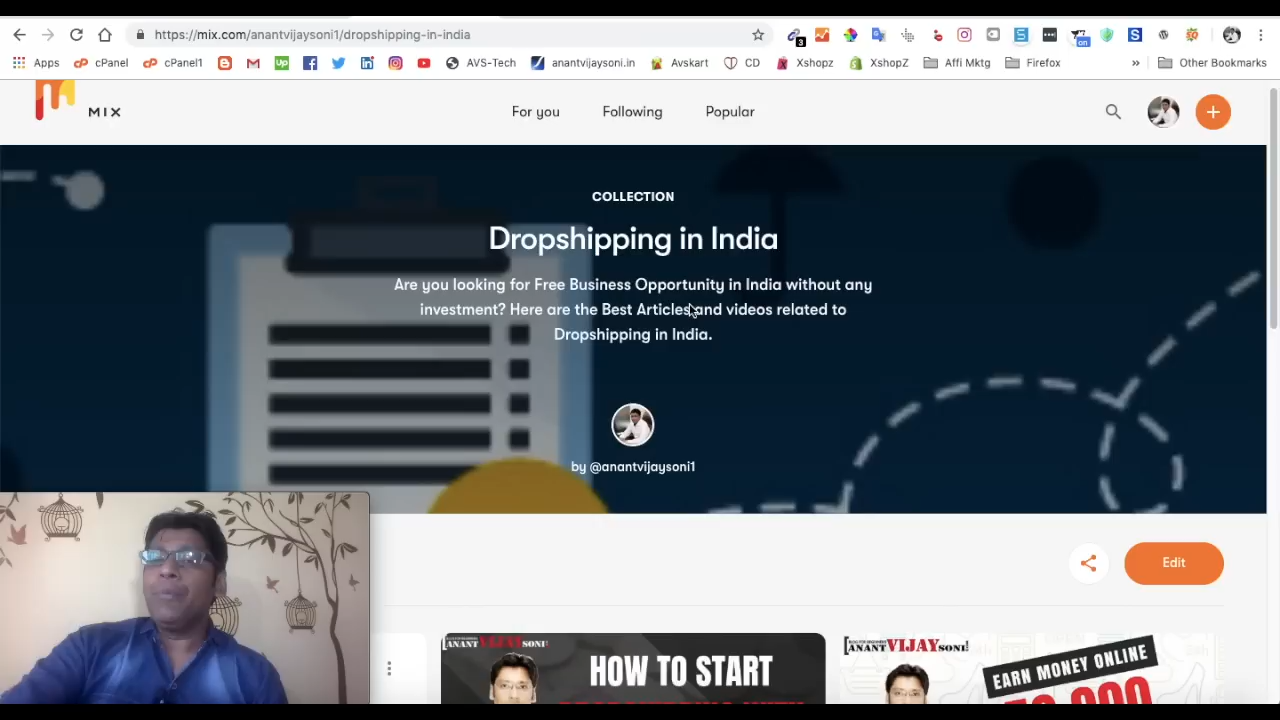 https://mix.com/anantvijaysoni1/dropshipping-in-india
3
on
Apps cPanel cPanel1 Up AVS-Tech anantvijaysoni.in Avskart CD Xshopz XshopZ Affi Mktg Firefox » Other Bookmarks
MIX For you Following Popular
COLLECTION
Dropshipping in India
Are you looking for Free Business Opportunity in India without any
investment? Here are the Best Articles and videos related to
Dropshipping in India.
by @anantvijaysoni1
Edit
ANANT VIJAY SONI
HOW TO START
ANANT VIJAY SONI
EARN MONEY ONLINE